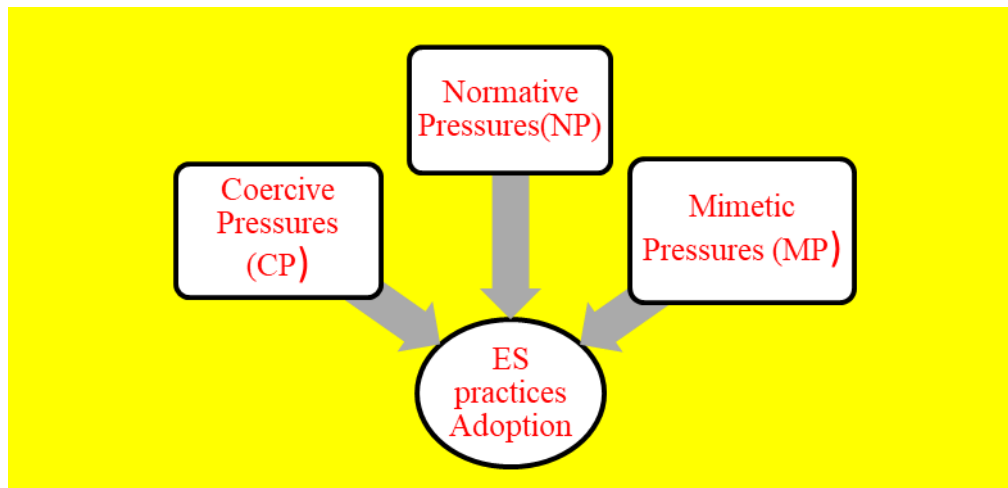 Normative
Pressures(NP)
Coercive
Pressures
(CP)
Mimetic
Pressures (MP)
ES
practices
Adoption